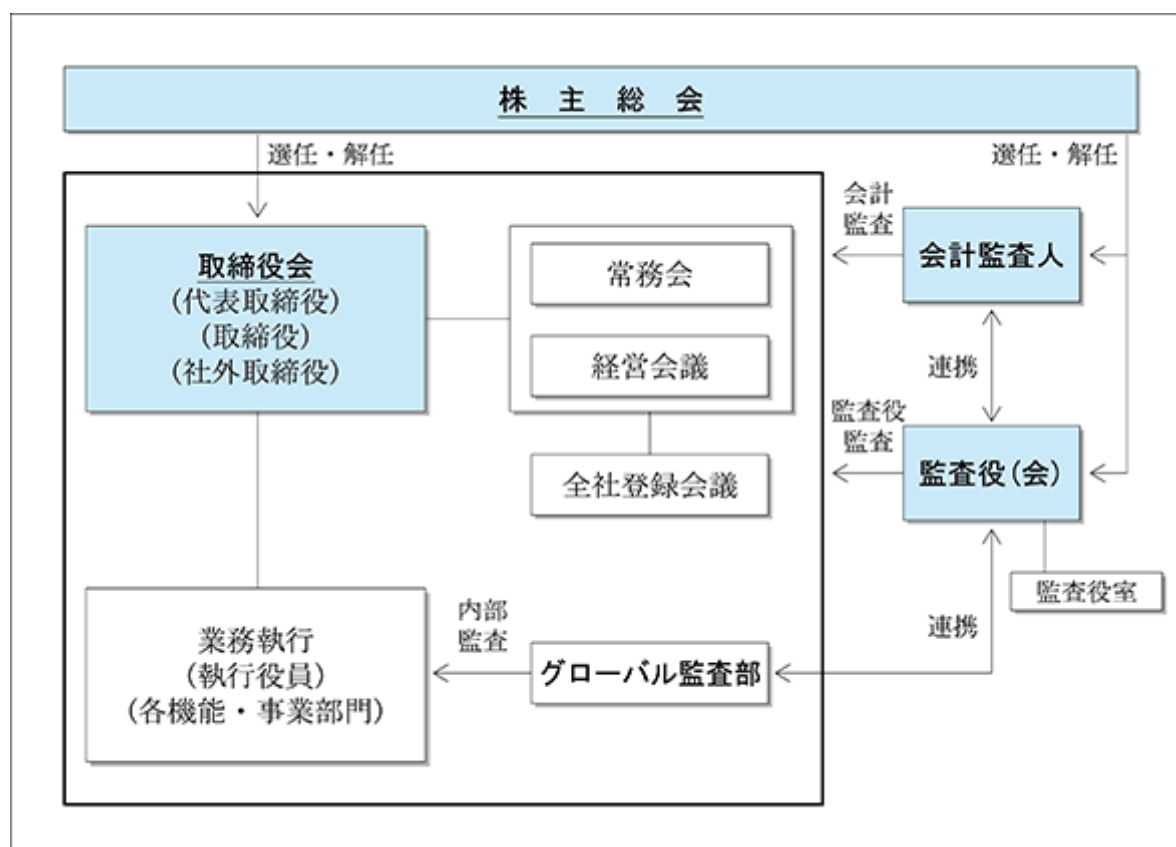 株主総会
選任・解任
選任・解任
取締役会
(代表取締役)
(取締役)
(社外取締役)
常務会
経営会議
全社登録会議
会計
監査
会計監査人
連携
監査役
監査
監査役(会)
監査役室
業務執行
(執行役員)
(各機能・事業部門)
内部
監査
グローバル監査部
連携